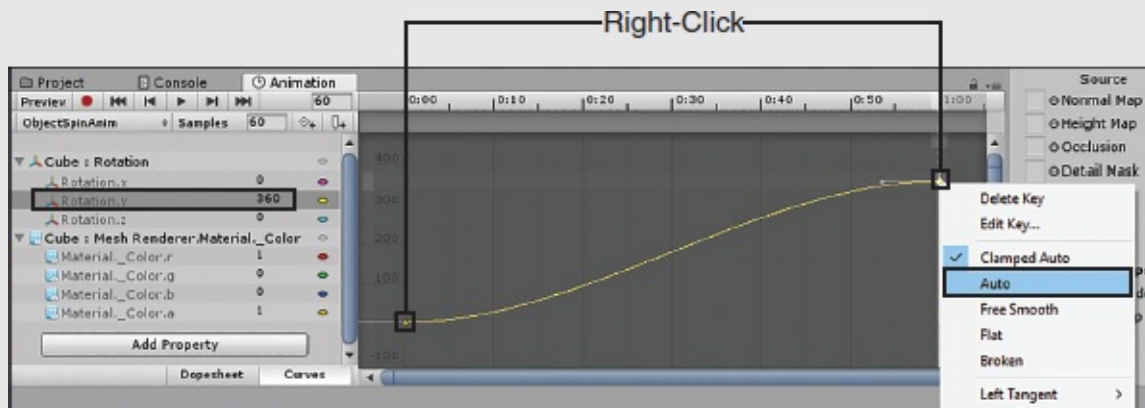 Right-Click
Project Console Animation
Source
Preview 60 0:00 0:10 0:20 0:30 0:40 0:50 1:00
Normal Map
ObjectSpinAnim Samples 60
Height Map
Occlusion
Detail Mask
Cube : Rotation
400
Rotation.x 0
Rotation.y 360
300
Rotation.z 0
Cube : Mesh Renderer.Material._Color
200
Material._Color.r 1
Material._Color.g 0
100
Material._Color.b 0
Material._Color.a 1
Add Property
-100
Dopesheet Curves
Delete Key
Edit Key...
Clamped Auto
Auto
Free Smooth
Flat
Broken
Left Tangent >